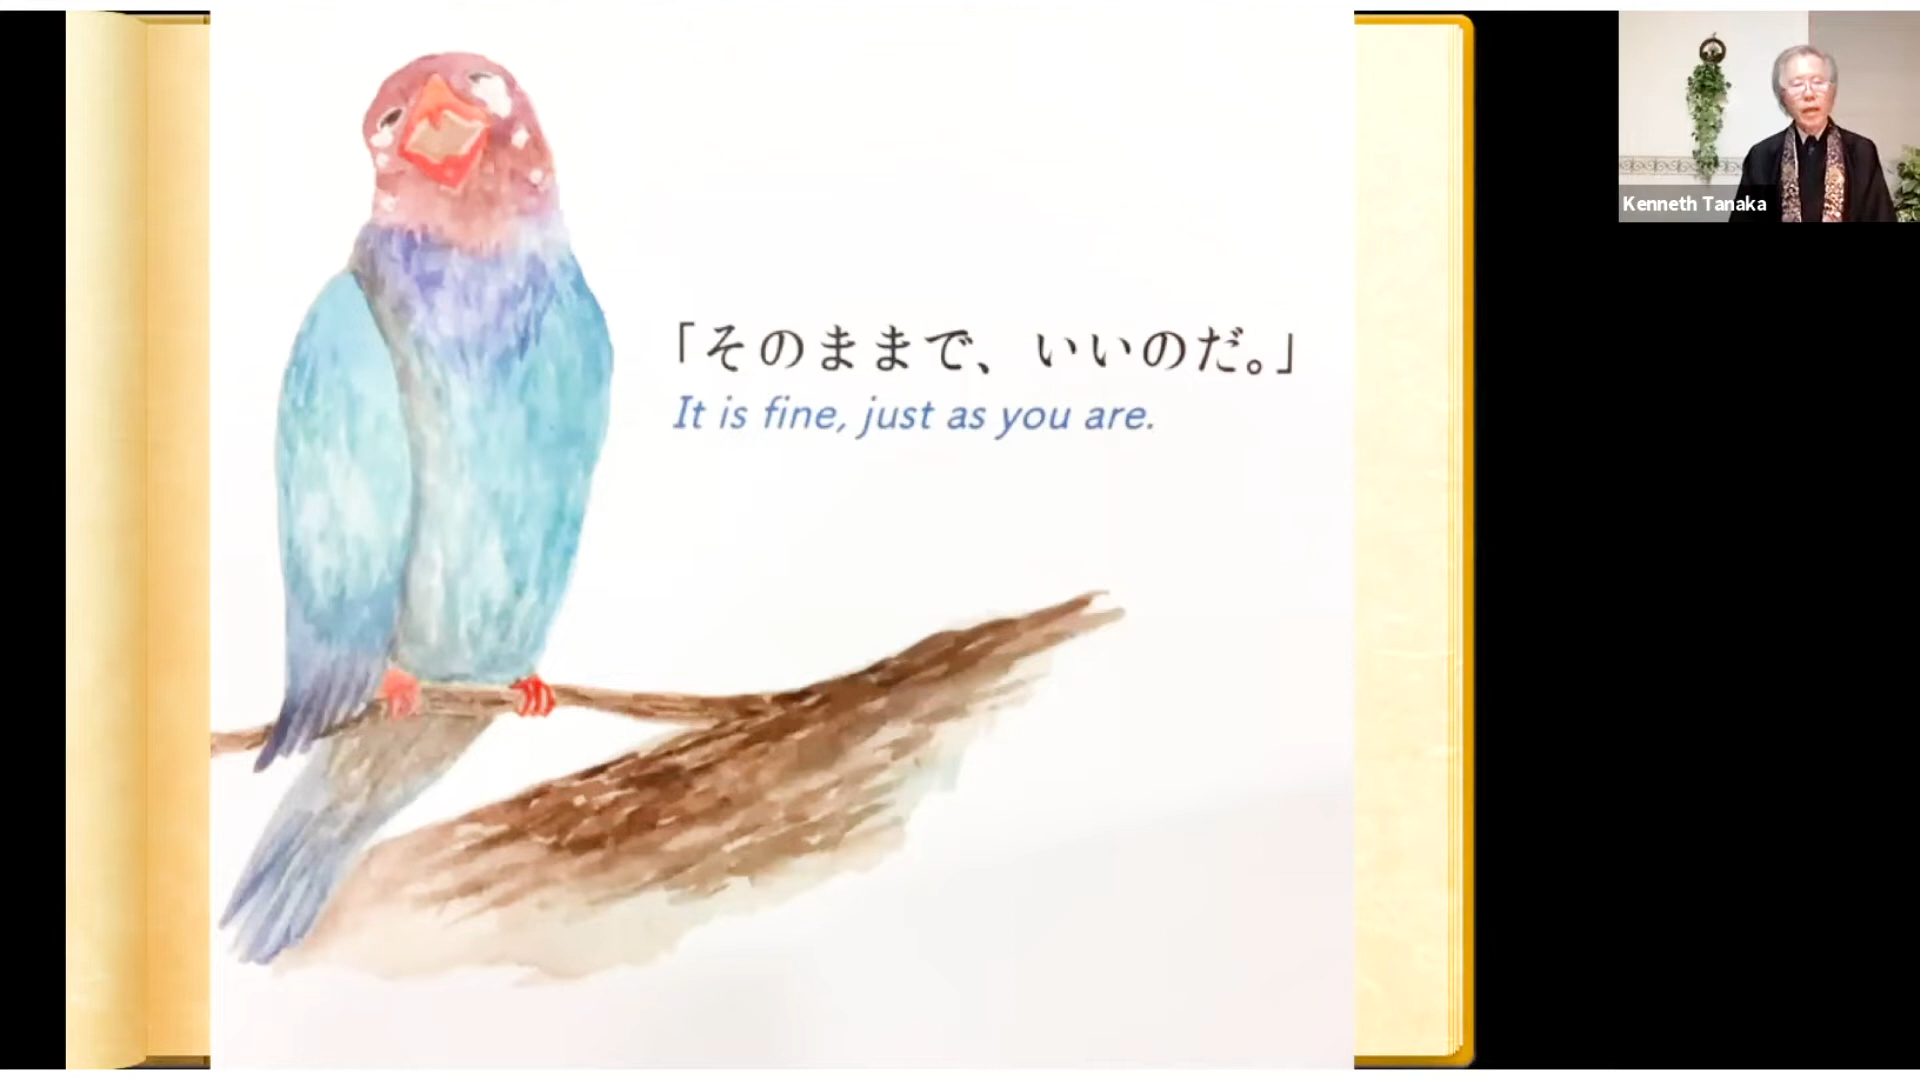 「そのままで、いいのだ。」
It is fine, just as you are.
Kenneth Tanaka